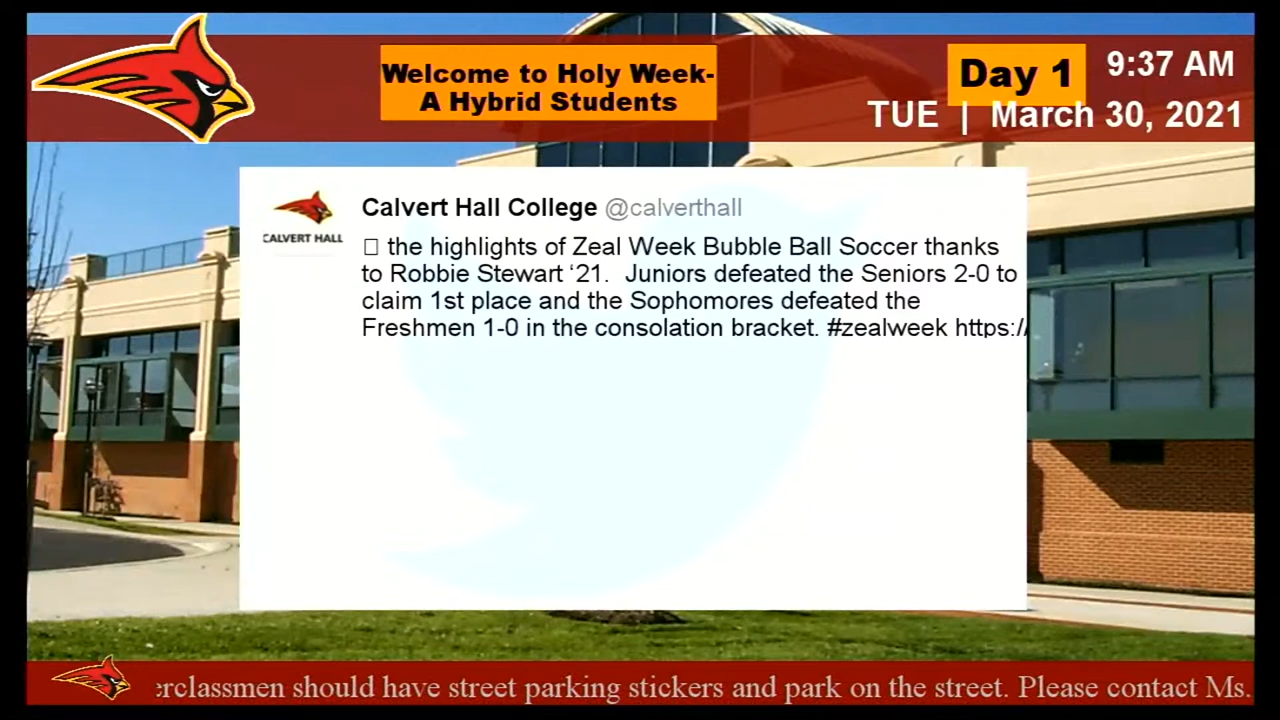 Welcome to Holy Week-
A Hybrid Students
Day 1
9:37 AM
TUE | March 30, 2021
CALVERT HALL
Calvert Hall College @calverthall
the highlights of Zeal Week Bubble Ball Soccer thanks
to Robbie Stewart ‘21. Juniors defeated the Seniors 2-0 to
claim 1st place and the Sophomores defeated the
Freshmen 1-0 in the consolation bracket. #zealweek https://
erclassmen should have street parking stickers and park on the street. Please contact Ms.